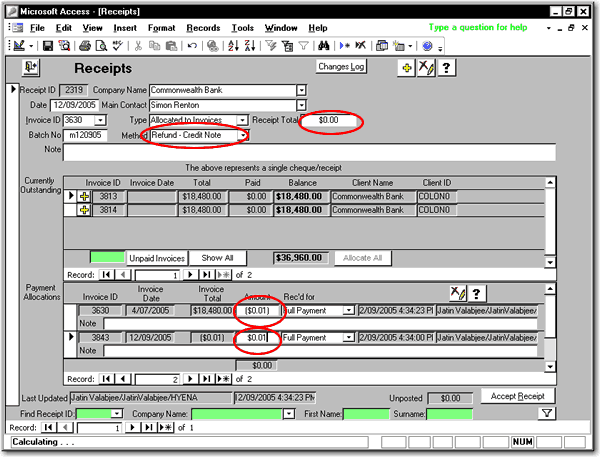 Microsoft Access - [Receipts]
File Edit View Insert Format Records Tools Window Help Type a question for help
Receipts Changes Log
Receipt ID 2319 Company Name Commonwealth Bank
Date 12/09/2005 Main Contact Simon Renton
Invoice ID 3630 Type Allocated to Invoices Receipt Total $0.00
Batch No m120905 Method Refund - Credit Note
Note
The above represents a single cheque/receipt
Currently Outstanding
Invoice ID Invoice Date Total Paid Balance Client Name Client ID
3813 $18,480.00 $0.00 $18,480.00 Commonwealth Bank COLON0
3814 $18,480.00 $0.00 $18,480.00 Commonwealth Bank COLON0
Unpaid Invoices Show All $36,960.00 Allocate All
Record: 1 of 2
Payment Allocations
Invoice ID Invoice Date Invoice Total Amount Rec'd for
3630 4/07/2005 $18,480.00 ($0.01) Full Payment 2/09/2005 4:34:23 PI Jatin Valabjee/JatinValabjee/
Note
3843 12/09/2005 ($0.01) $0.01 Full Payment 2/09/2005 4:34:00 PI Jatin Valabjee/JatinValabjee/
Note
$0.00
Record: 2 of 2
Last Updated Jatin Valabjee/JatinValabjee/HYENA 12/09/2005 4:34:23 PM Unposted $0.00 Accept Receipt
Find Receipt ID: Company Name: First Name: Surname:
Record: 1 of 1
Calculating . . . NUM